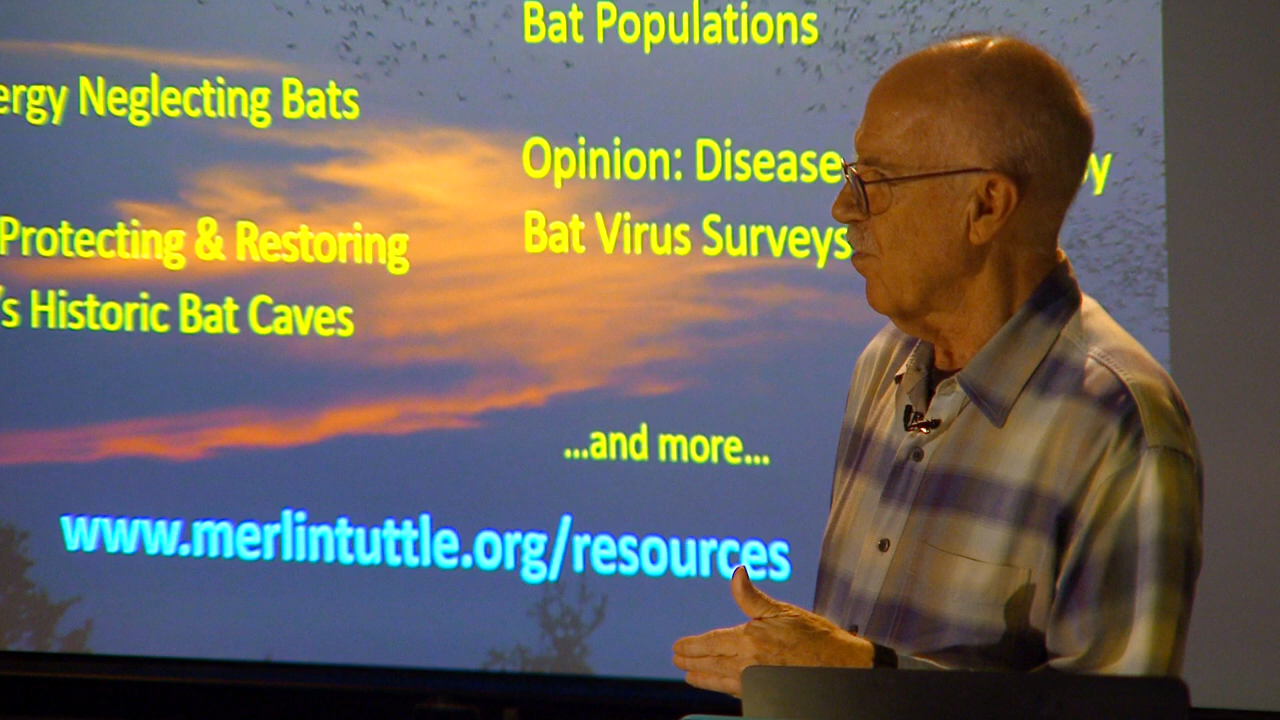 Neglecting Bats
Protecting & Restoring
's Historic Bat Caves
Bat Populations
Opinion: Disease
Bat Virus Surveys
...and more...
www.merlintuttle.org/resources